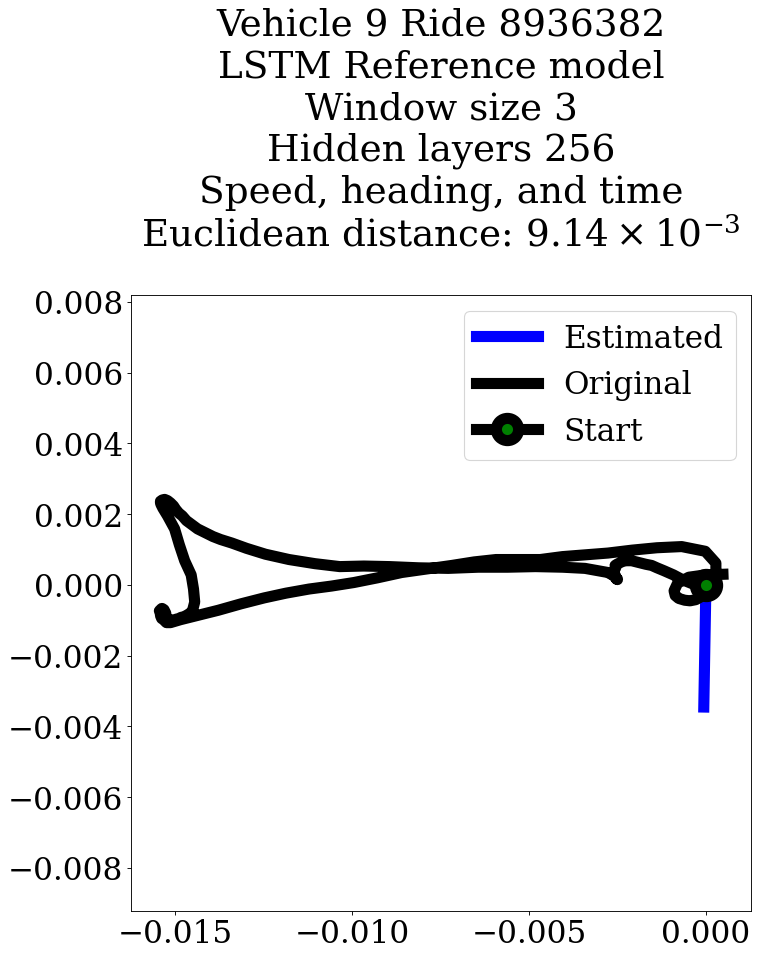 Vehicle 9 Ride 8936382
LSTM Reference model
Window size 3
Hidden layers 256
Speed, heading, and time
Euclidean distance: 9.14 × 10⁻³
0.008
0.006
0.004
0.002
0.000
−0.002
−0.004
−0.006
−0.008
Estimated
Original
Start
−0.015
−0.010
−0.005
0.000